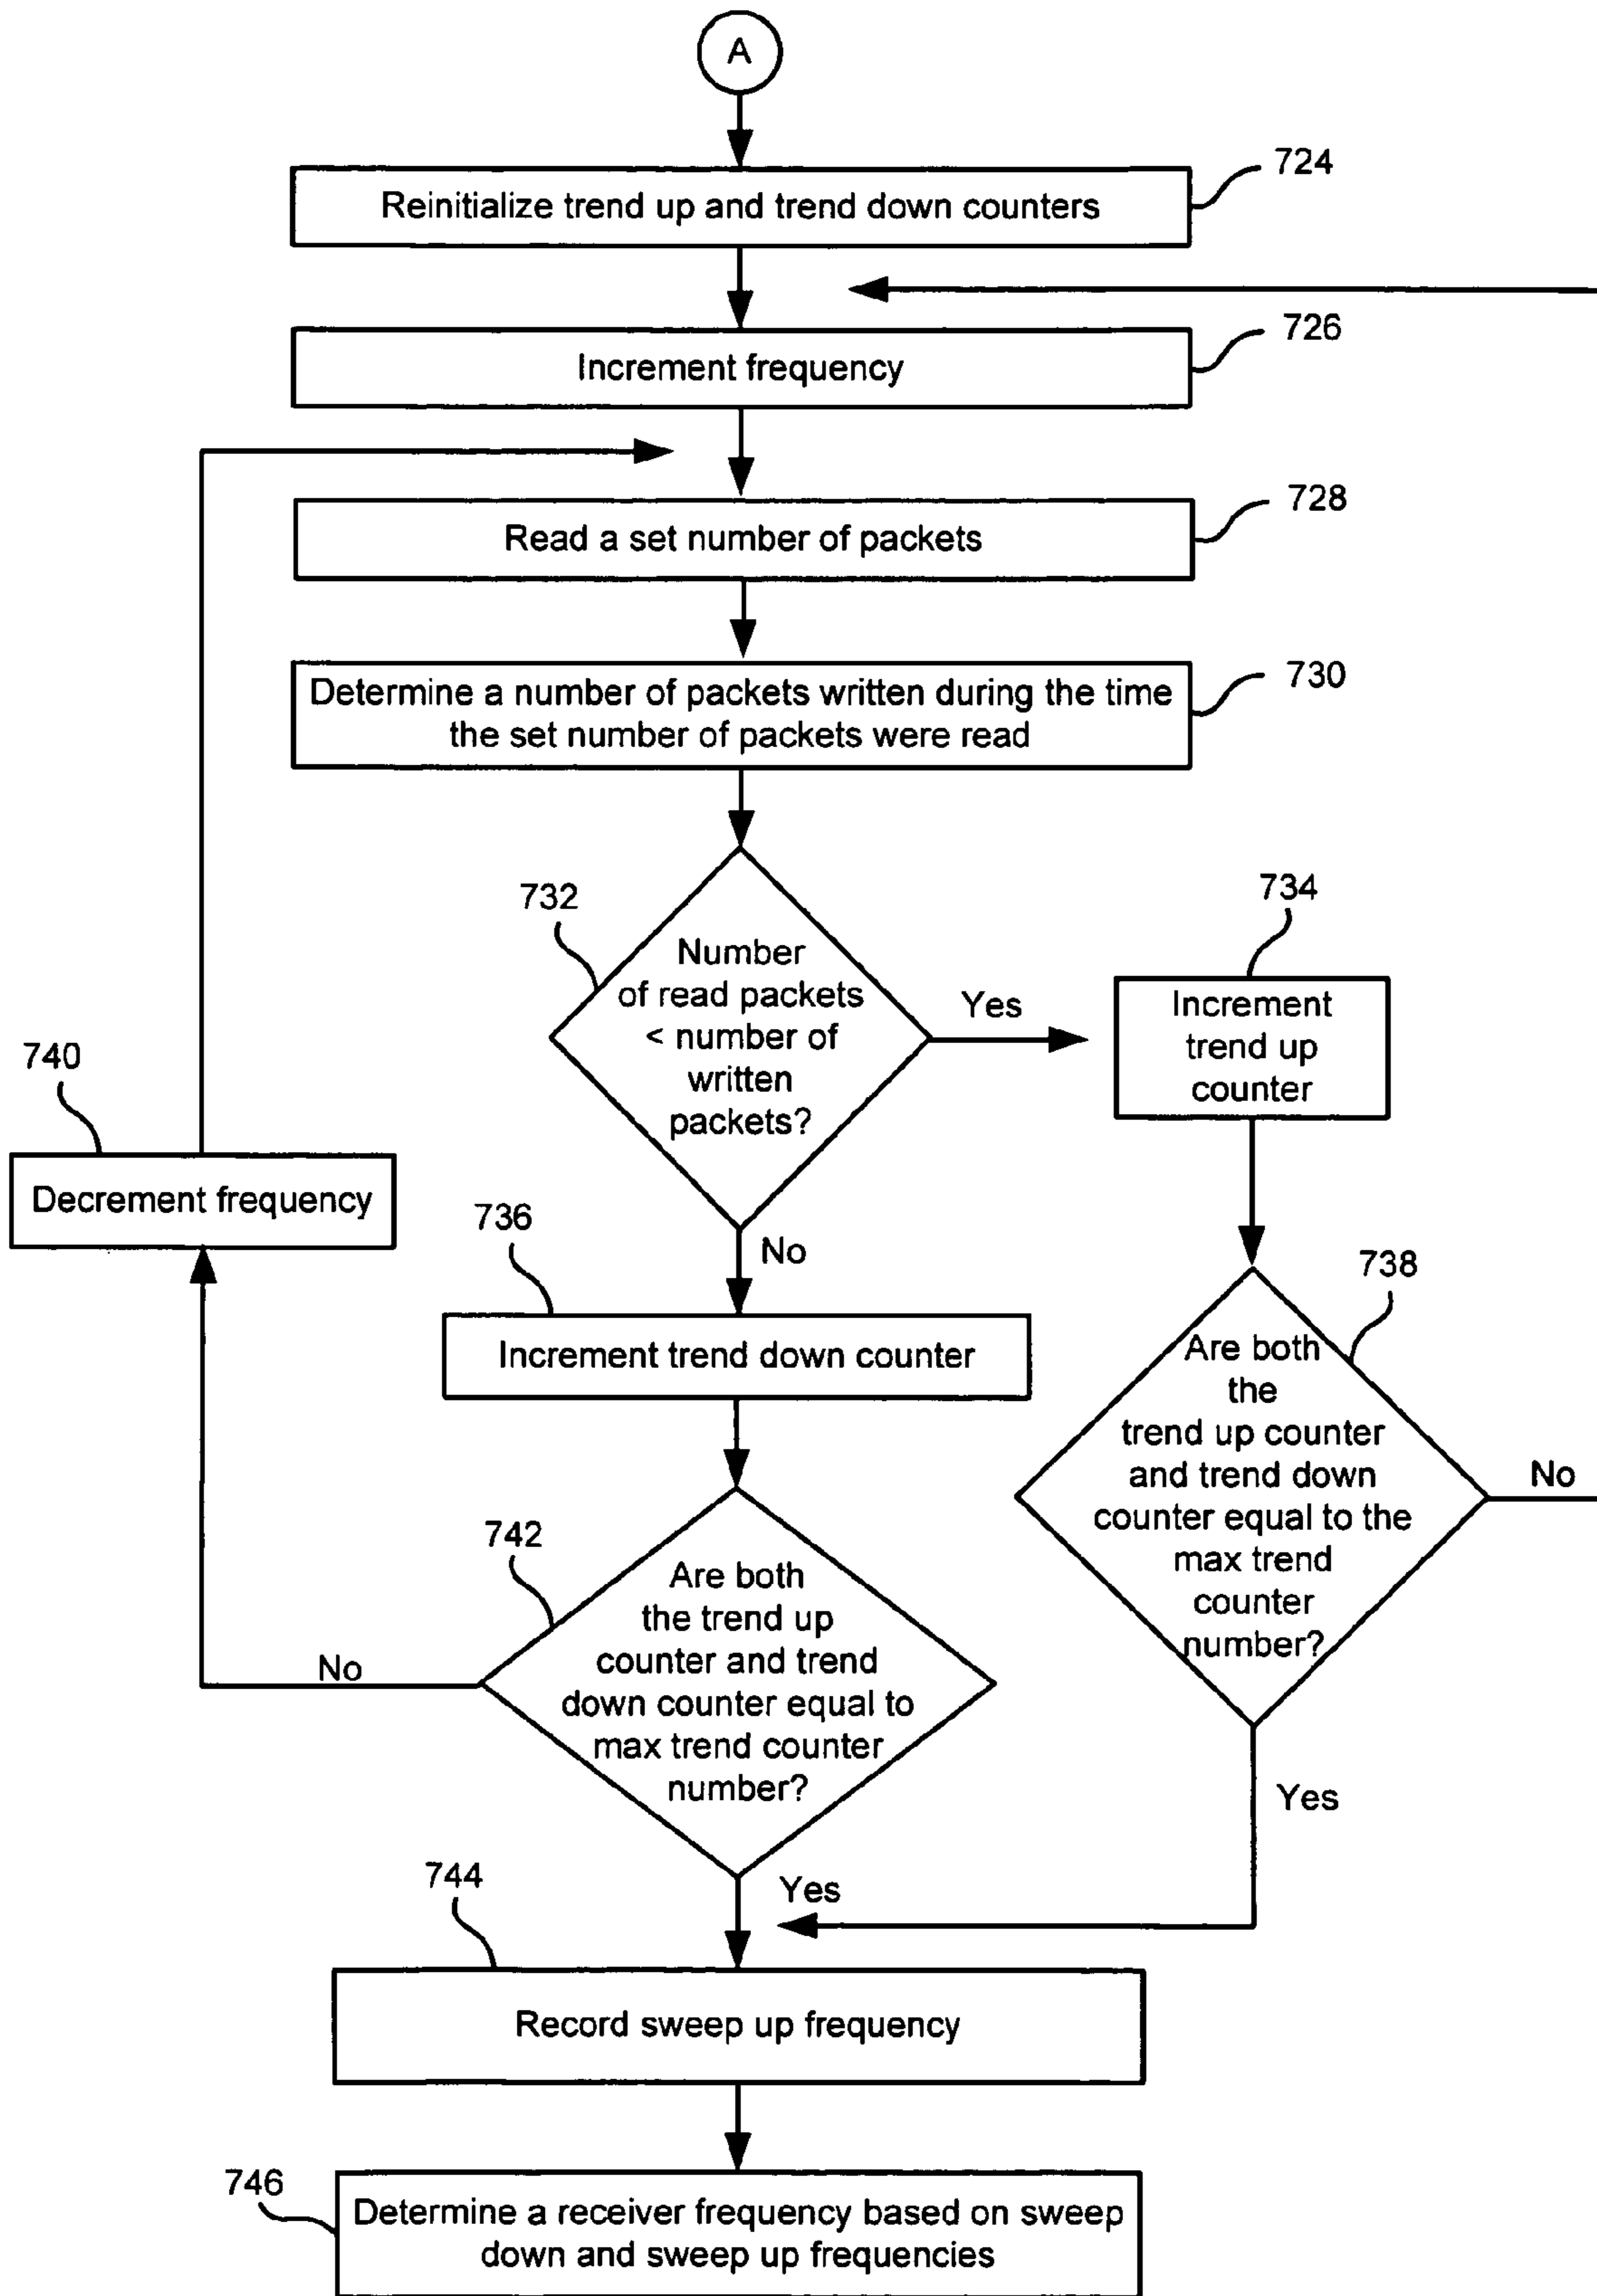 A
724
Reinitialize trend up and trend down counters
726
Increment frequency
728
Read a set number of packets
730
Determine a number of packets written during the time
the set number of packets were read
732
Number
of read packets
< number of
written
packets?
Yes
734
Increment
trend up
counter
740
Decrement frequency
No
736
Increment trend down counter
738
Are both
the
trend up counter
and trend down
counter equal to the
max trend
counter
number?
No
Yes
742
Are both
the trend up
counter and trend
down counter equal to
max trend counter
number?
No
Yes
744
Record sweep up frequency
746
Determine a receiver frequency based on sweep
down and sweep up frequencies